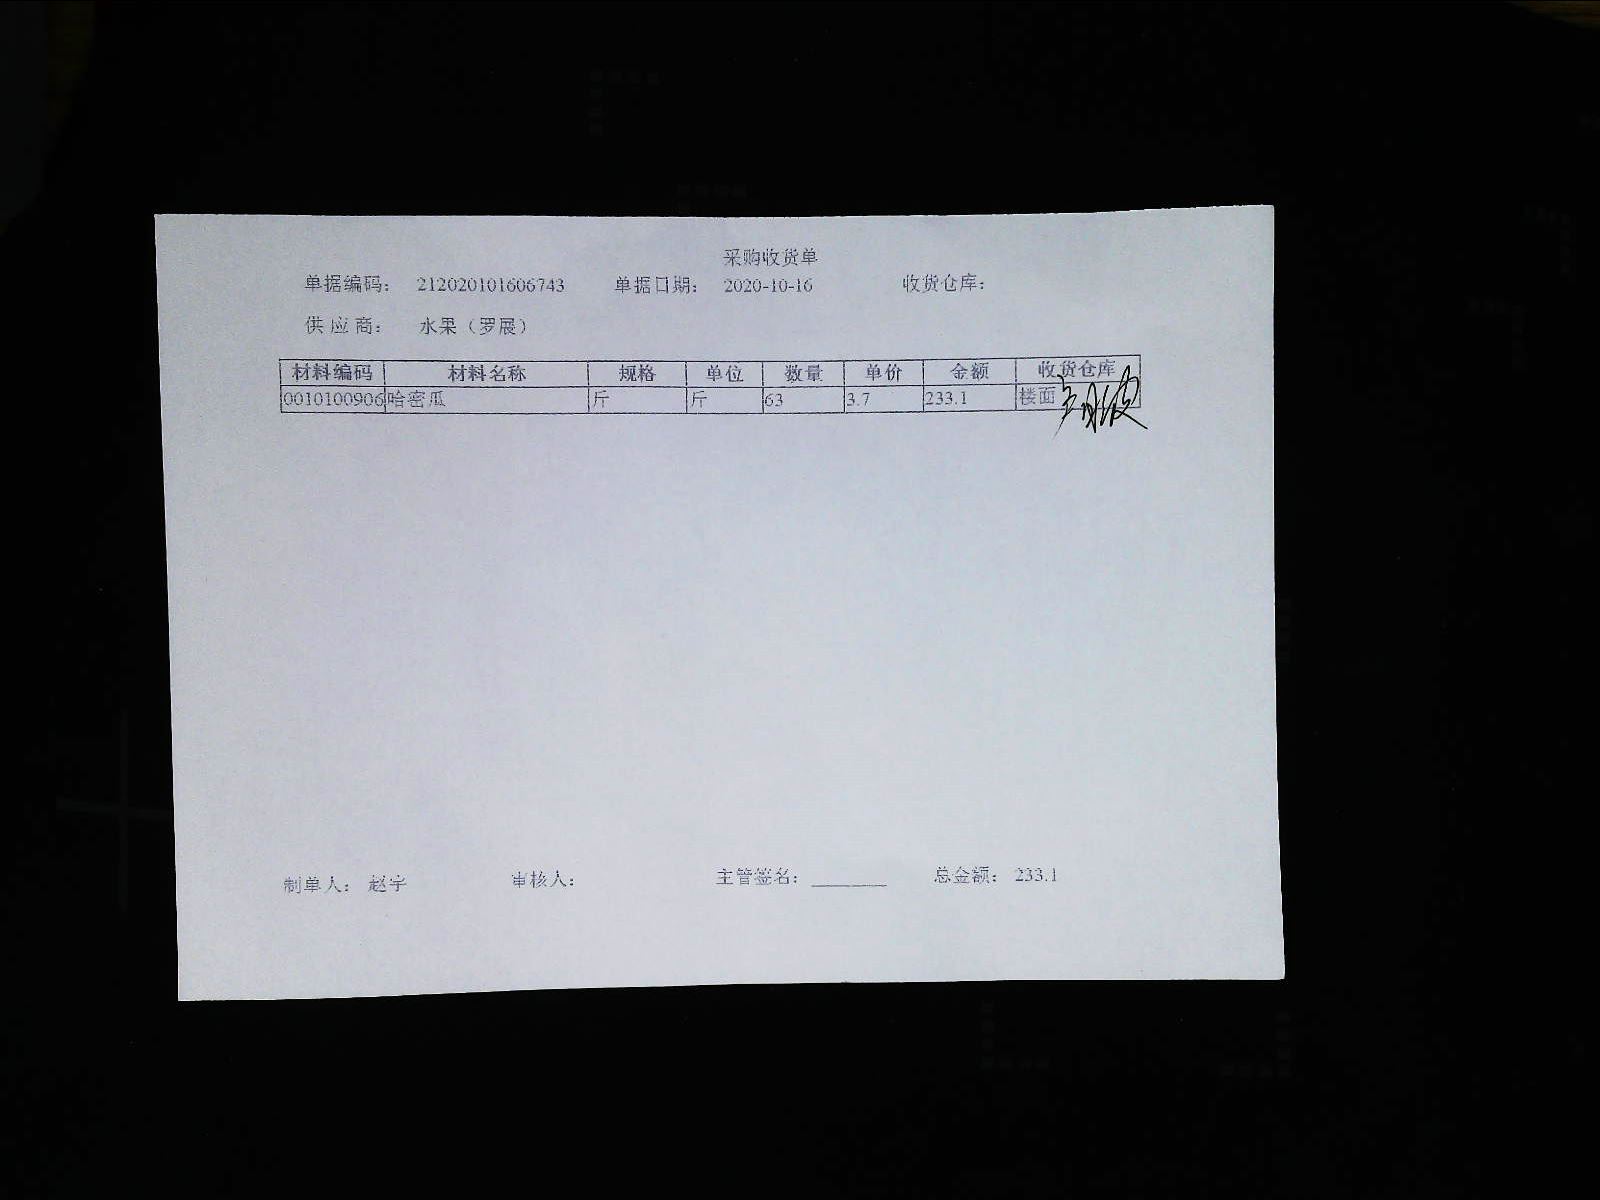 采购收货单
单据编码： 212020101606743 单据日期： 2020-10-16 收货仓库：
供 应 商： 水果（罗展）
材料编码 材料名称 规格 单位 数量 单价 金额 收货仓库
0010100906 哈密瓜 斤 斤 63 3.7 233.1 楼面
制单人： 赵宇 审核人： 主管签名： ________ 总金额： 233.1